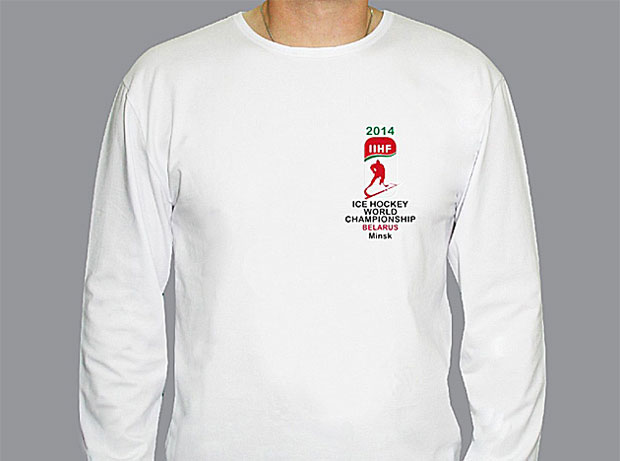 2014
IIHF
ICE HOCKEY
WORLD
CHAMPIONSHIP
BELARUS
Minsk